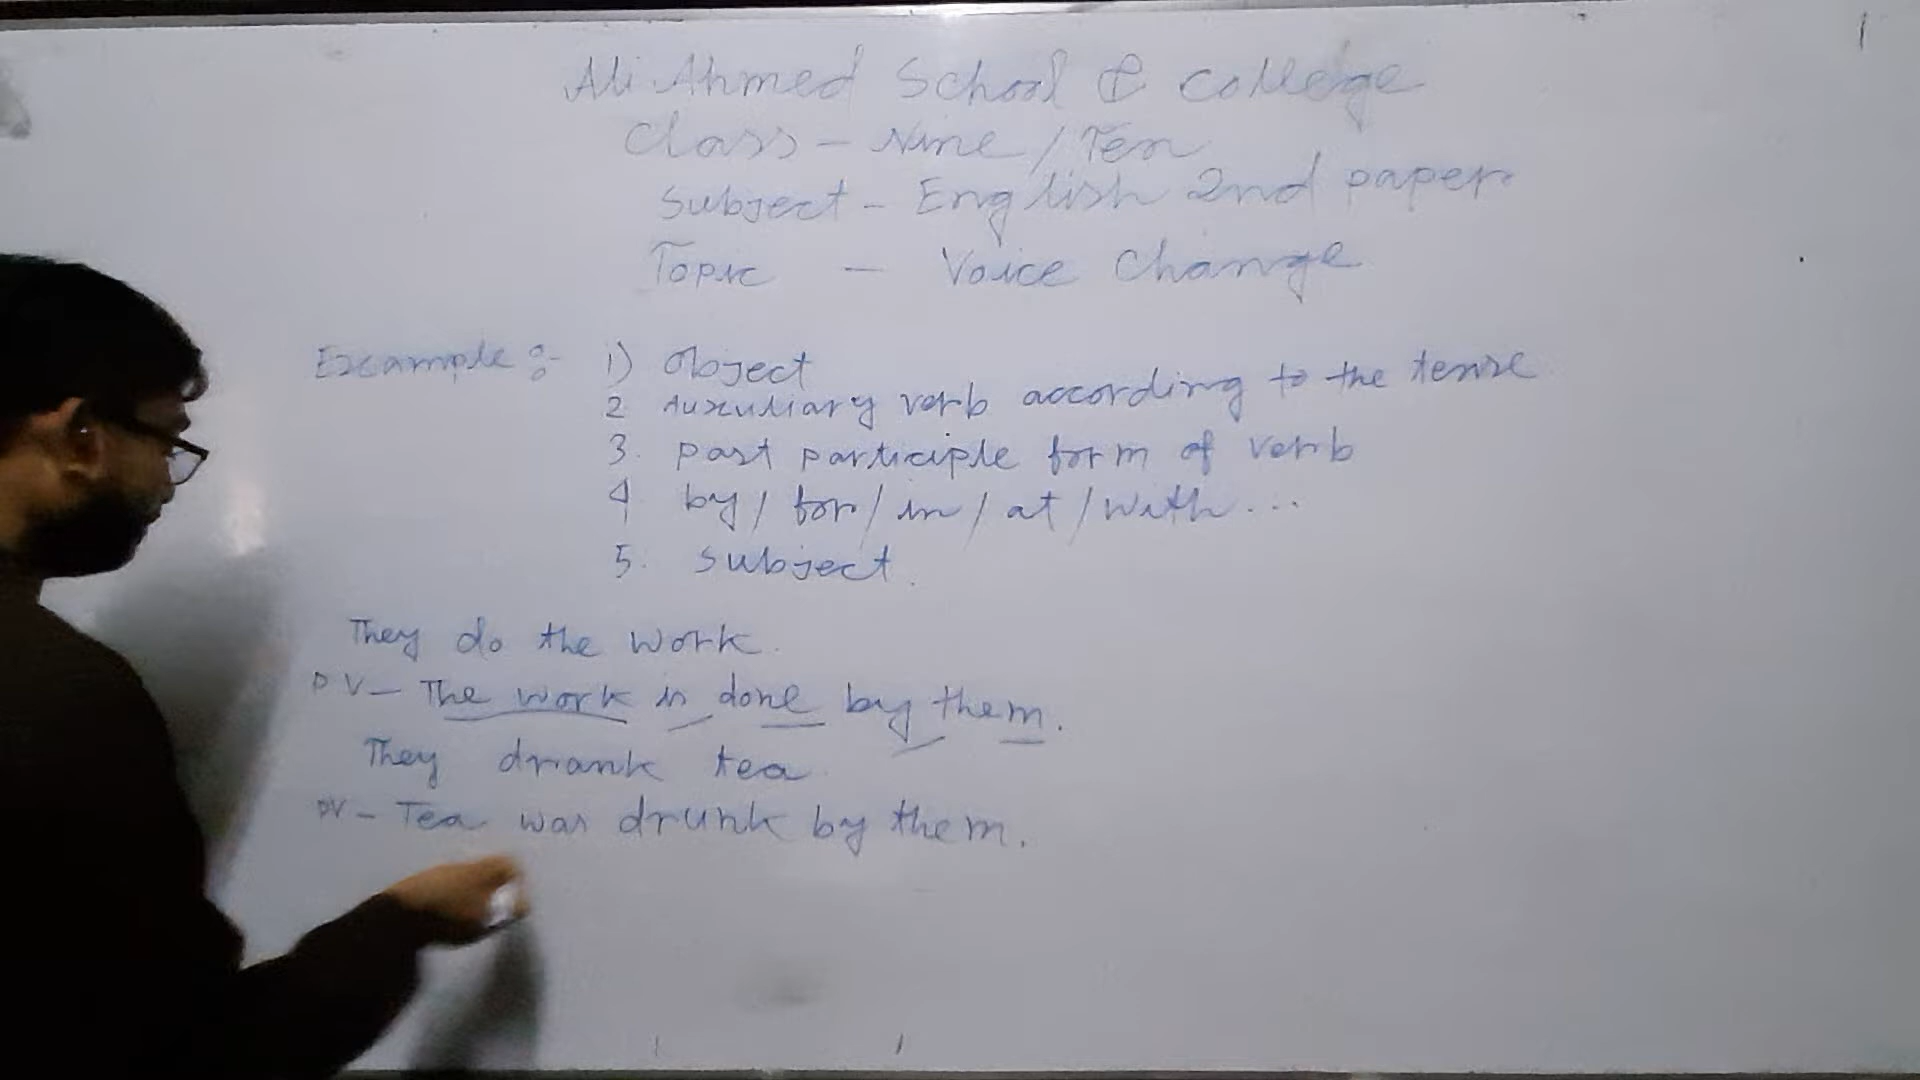 Ali Ahmed School & College
Class - Nine / Ten
Subject - English 2nd paper
Topic - Voice Change
Example :- 1) Object
2 Auxuliary verb according to the tense
3. past participle form of verb
4 by / for / in / at / with...
5. subject.
They do the work.
PV - The work is done by them.
They drank tea.
PV - Tea was drunk by them.